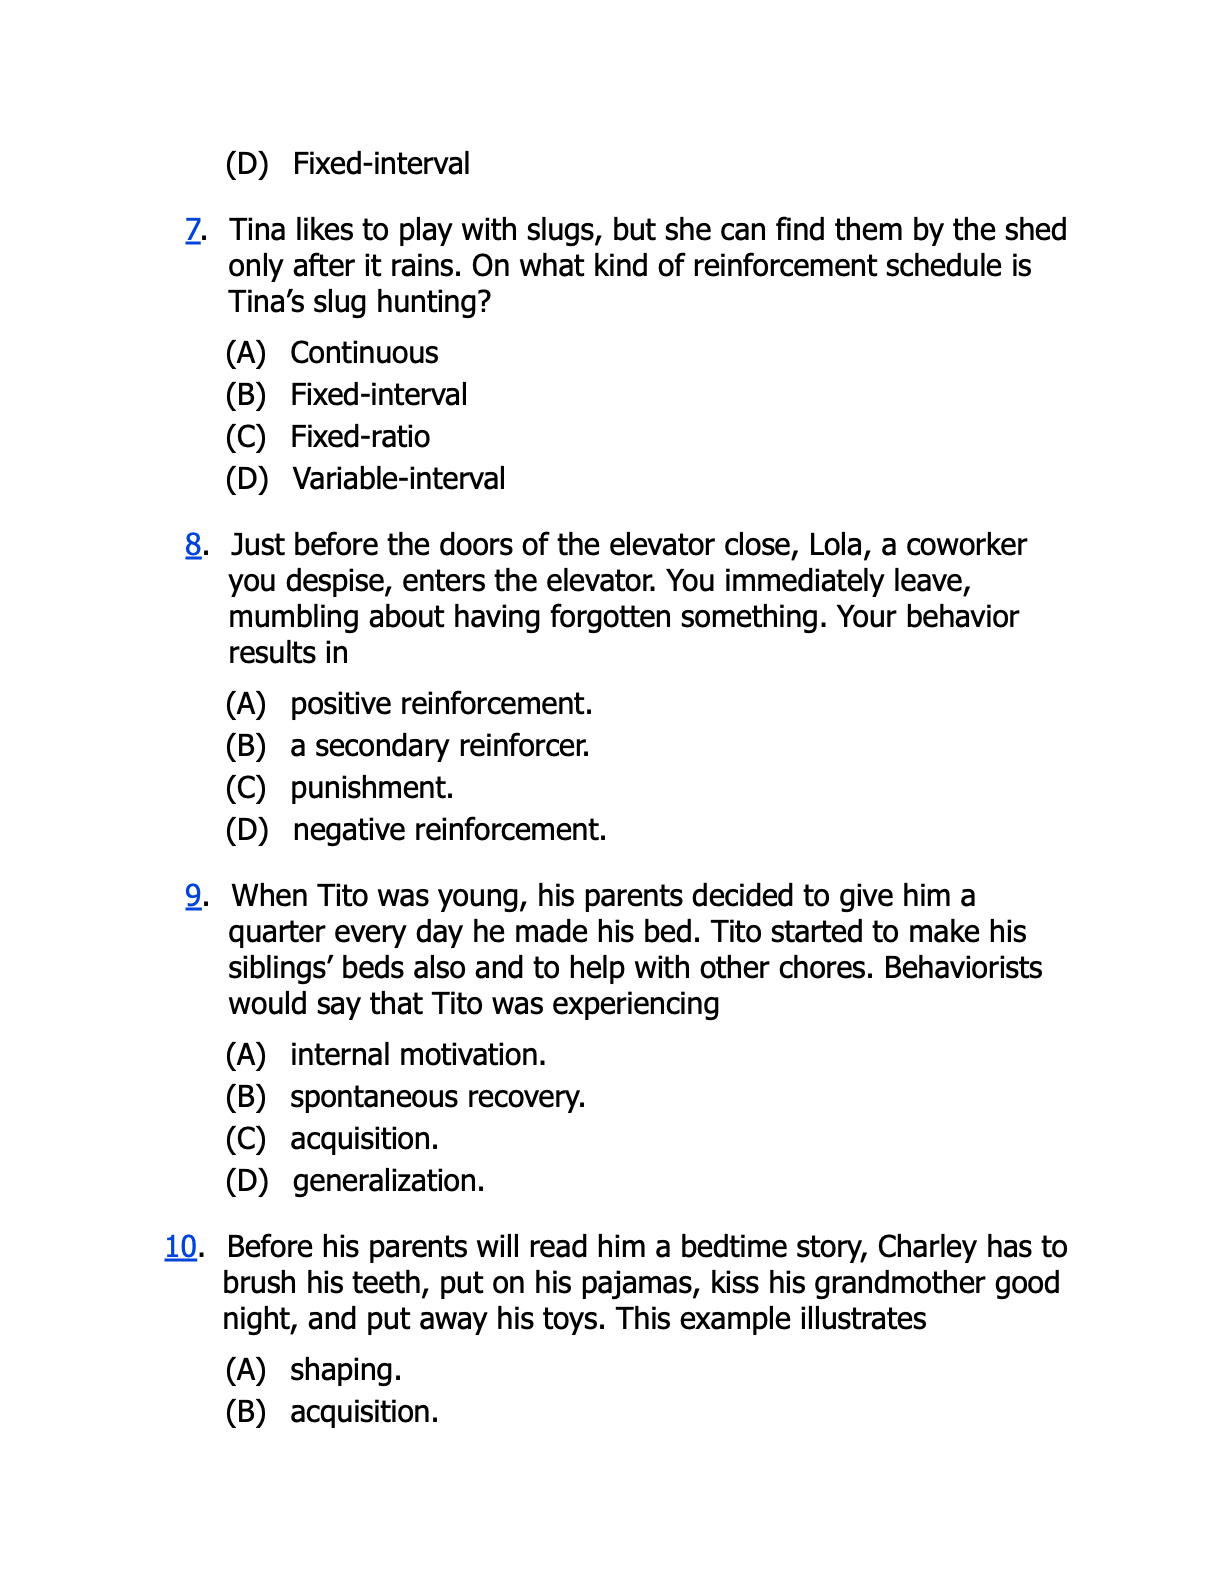 (D) Fixed-interval
7. Tina likes to play with slugs, but she can find them by the shed
only after it rains. On what kind of reinforcement schedule is
Tina’s slug hunting?
(A) Continuous
(B) Fixed-interval
(C) Fixed-ratio
(D) Variable-interval
8. Just before the doors of the elevator close, Lola, a coworker
you despise, enters the elevator. You immediately leave,
mumbling about having forgotten something. Your behavior
results in
(A) positive reinforcement.
(B) a secondary reinforcer.
(C) punishment.
(D) negative reinforcement.
9. When Tito was young, his parents decided to give him a
quarter every day he made his bed. Tito started to make his
siblings’ beds also and to help with other chores. Behaviorists
would say that Tito was experiencing
(A) internal motivation.
(B) spontaneous recovery.
(C) acquisition.
(D) generalization.
10. Before his parents will read him a bedtime story, Charley has to
brush his teeth, put on his pajamas, kiss his grandmother good
night, and put away his toys. This example illustrates
(A) shaping.
(B) acquisition.